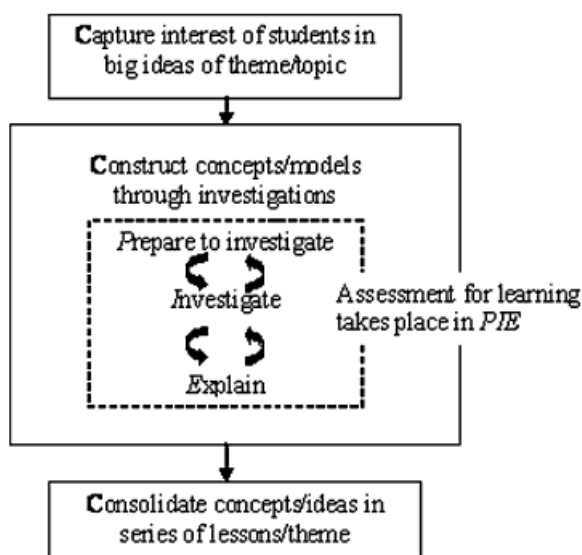 Capture interest of students in
big ideas of theme/topic
Construct concepts/models
through investigations
Prepare to investigate
Investigate
Explain
Assessment for learning
takes place in PIE
Consolidate concepts/ideas in
series of lessons/theme